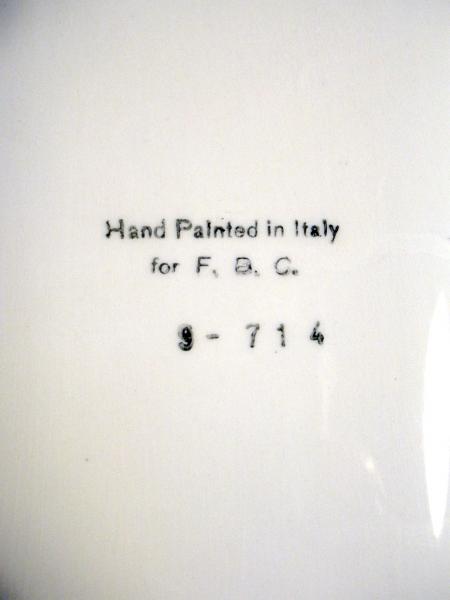 Hand Painted in Italy
for F. B. C.
9 - 714